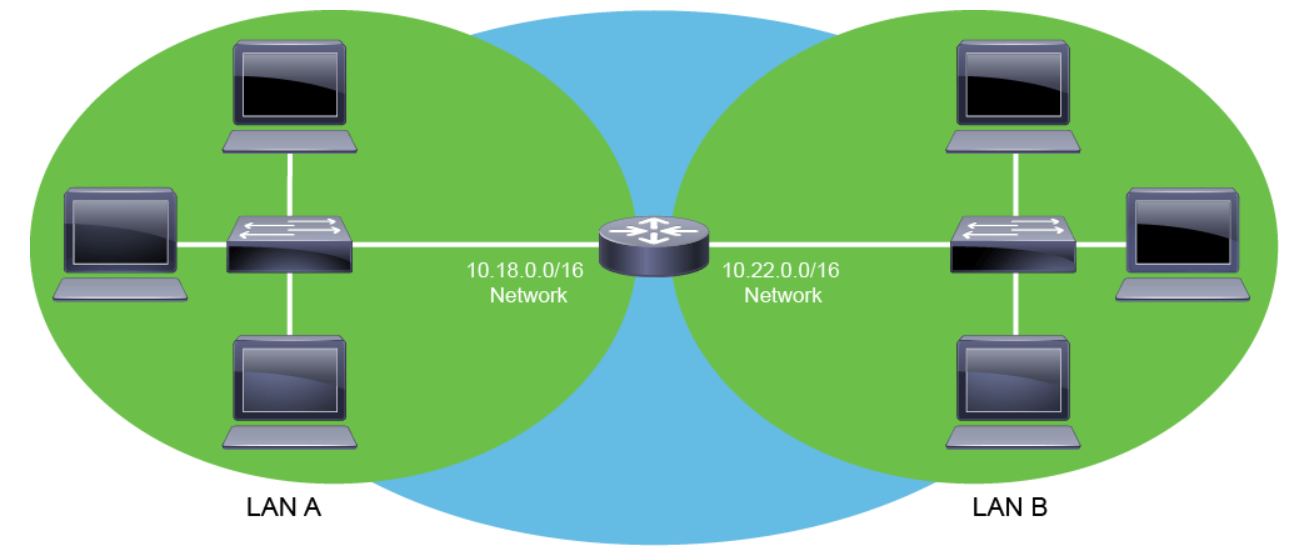 10.18.0.0/16
Network
10.22.0.0/16
Network
LAN A
LAN B